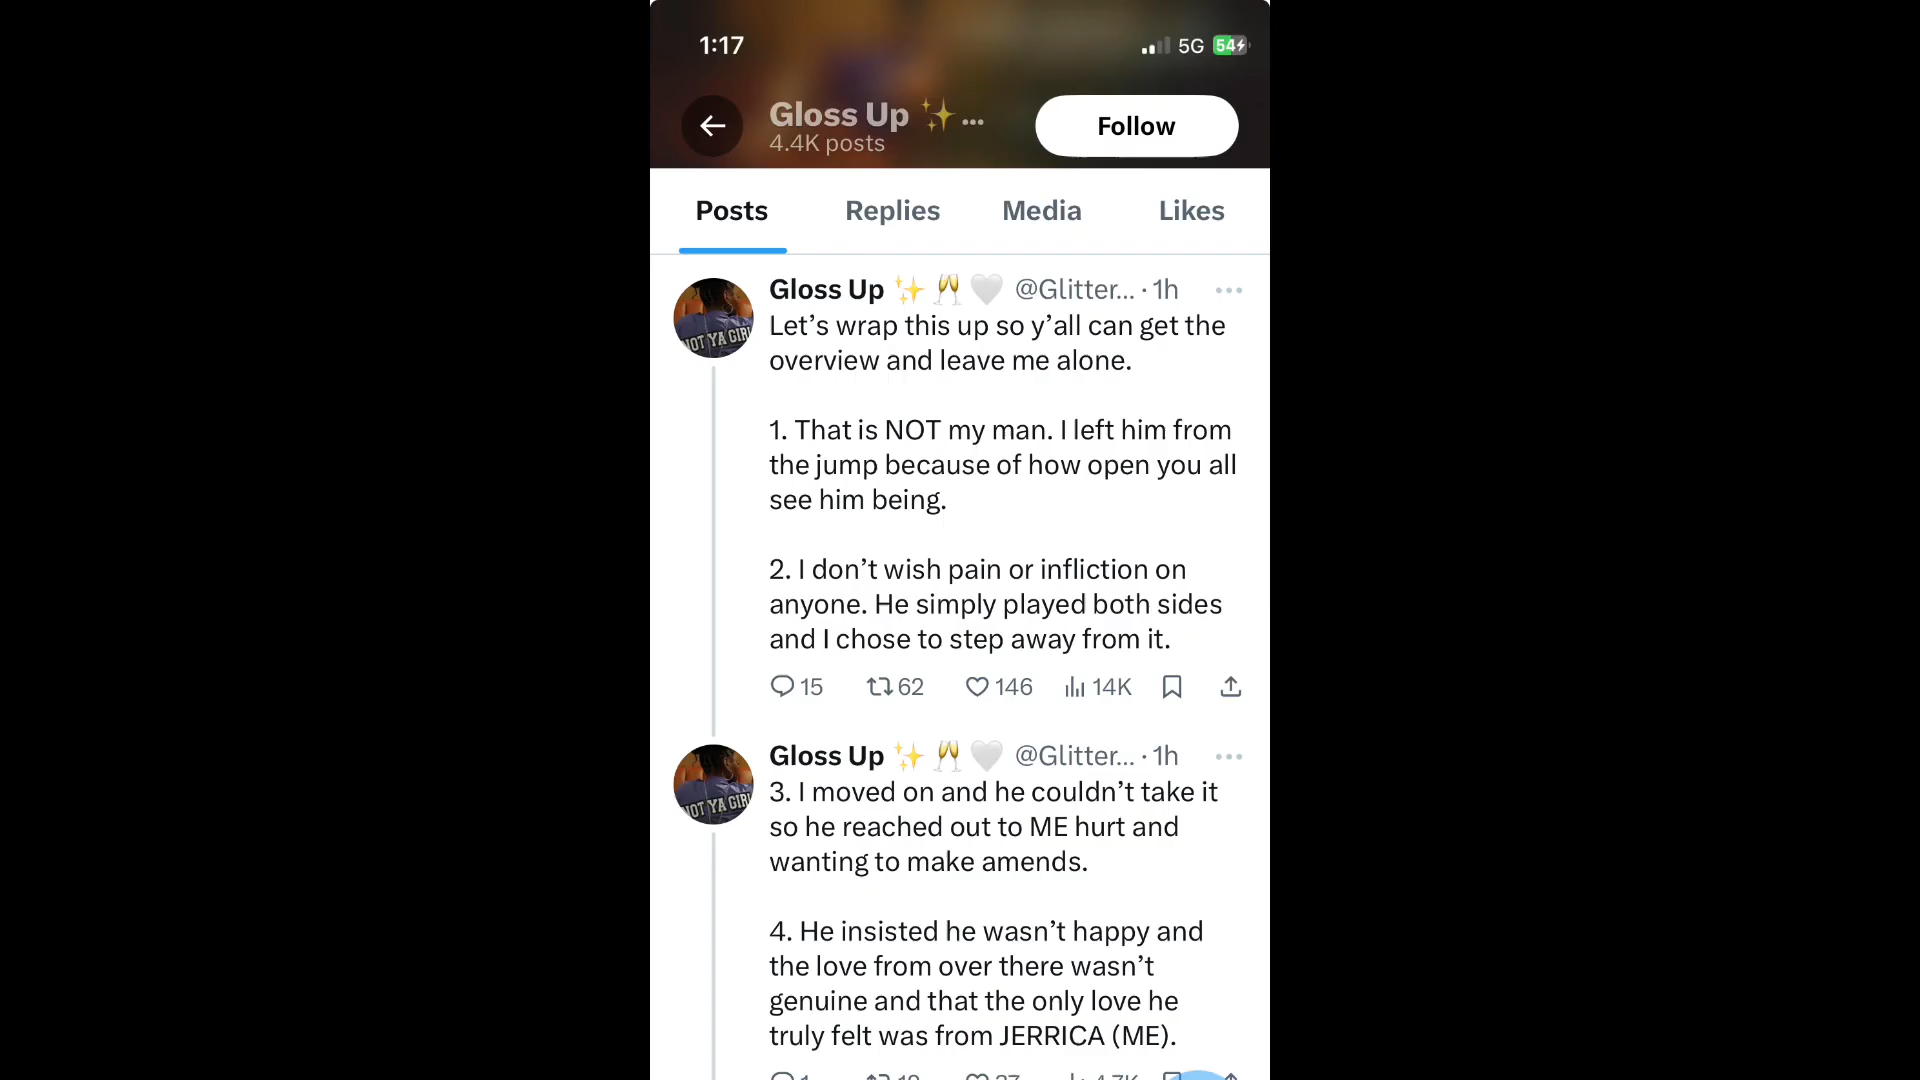 1:17
5G 54
Gloss Up ✨...
4.4K posts
Follow
Posts Replies Media Likes
Gloss Up ✨🥂🤍 @Glitter... · 1h
Let’s wrap this up so y’all can get the
overview and leave me alone.
1. That is NOT my man. I left him from
the jump because of how open you all
see him being.
2. I don’t wish pain or infliction on
anyone. He simply played both sides
and I chose to step away from it.
15 62 146 14K
NOT YA GIRL
Gloss Up ✨🥂🤍 @Glitter... · 1h
3. I moved on and he couldn’t take it
so he reached out to ME hurt and
wanting to make amends.
4. He insisted he wasn’t happy and
the love from over there wasn’t
genuine and that the only love he
truly felt was from JERRICA (ME).
NOT YA GIRL